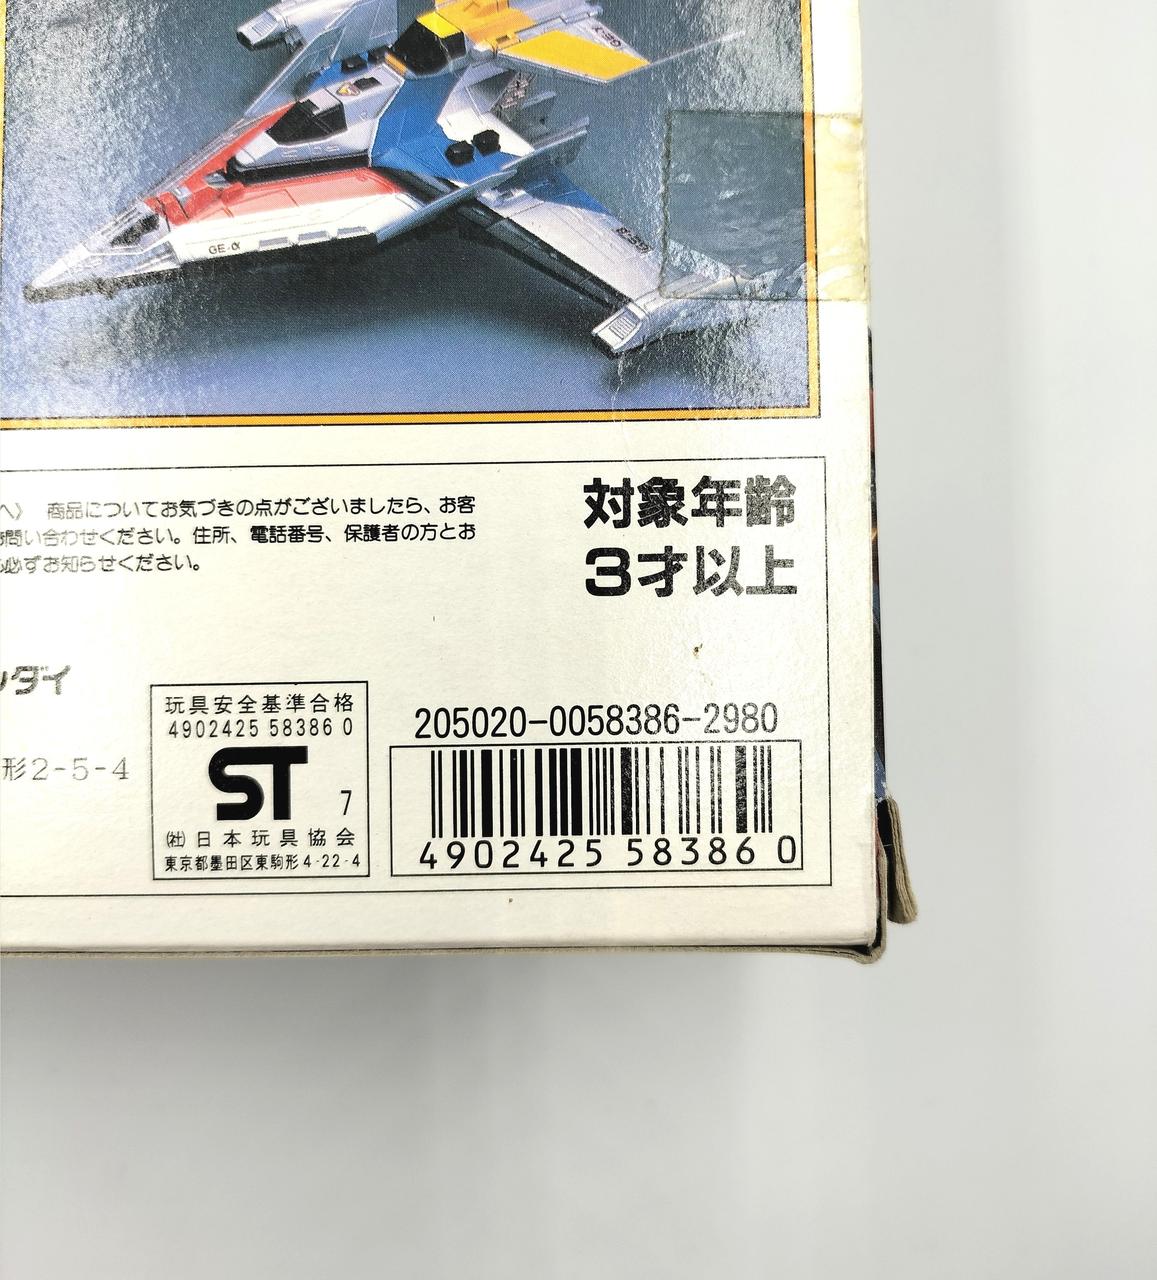 GE-α
へ〉 商品についてお気づきの点がございましたら、お客
問い合わせください。住所、電話番号、保護者の方とお
必ずお知らせください。
対象年齢
3才以上
ンダイ
形2-5-4
玩具安全基準合格
4902425 58386 0
ST 7
㈳日本玩具協会
東京都墨田区東駒形4-22-4
205020-0058386-2980
4902425 58386 0